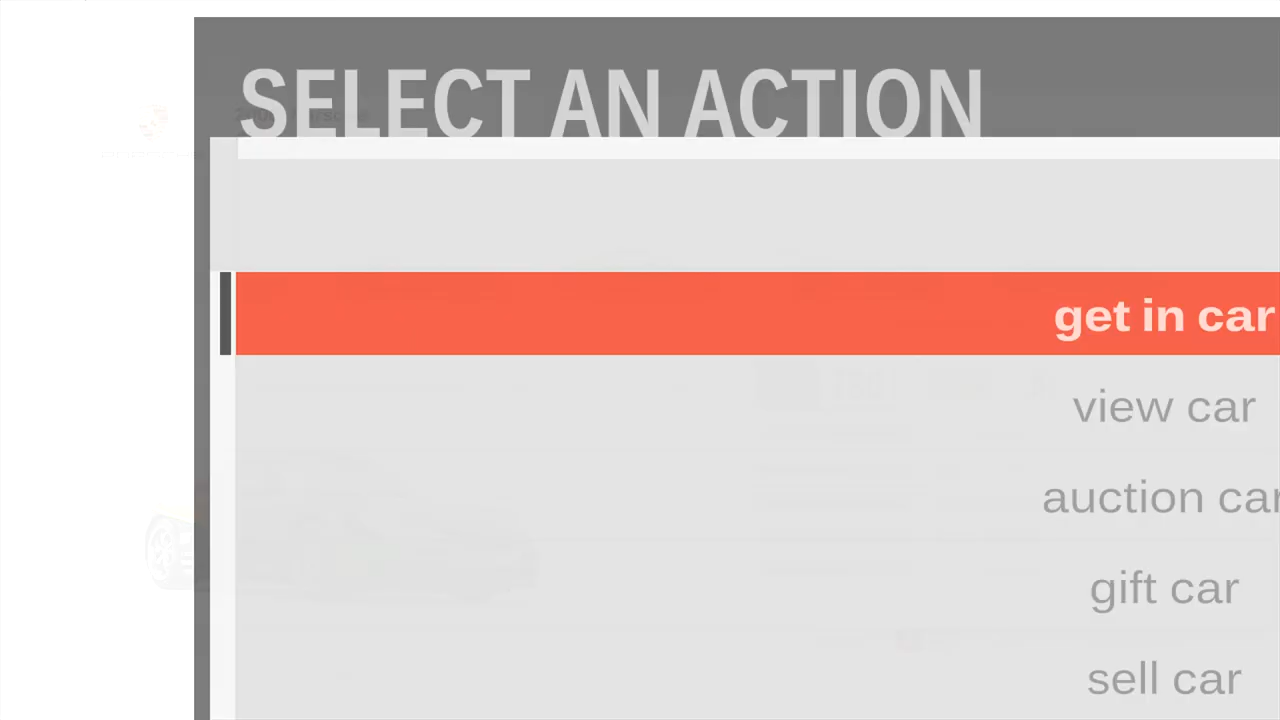 SELECT AN ACTION
get in car
view car
auction car
gift car
sell car